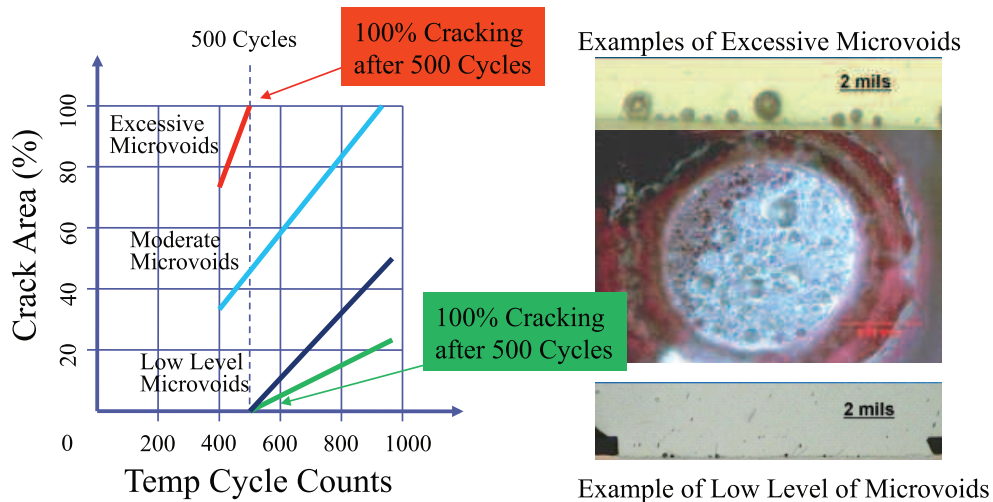 500 Cycles
100% Cracking
after 500 Cycles
Examples of Excessive Microvoids
2 mils
Crack Area (%)
100
80
60
40
20
Excessive
Microvoids
Moderate
Microvoids
Low Level
Microvoids
100% Cracking
after 500 Cycles
2 mils
0
200
400
600
800
1000
Temp Cycle Counts
Example of Low Level of Microvoids